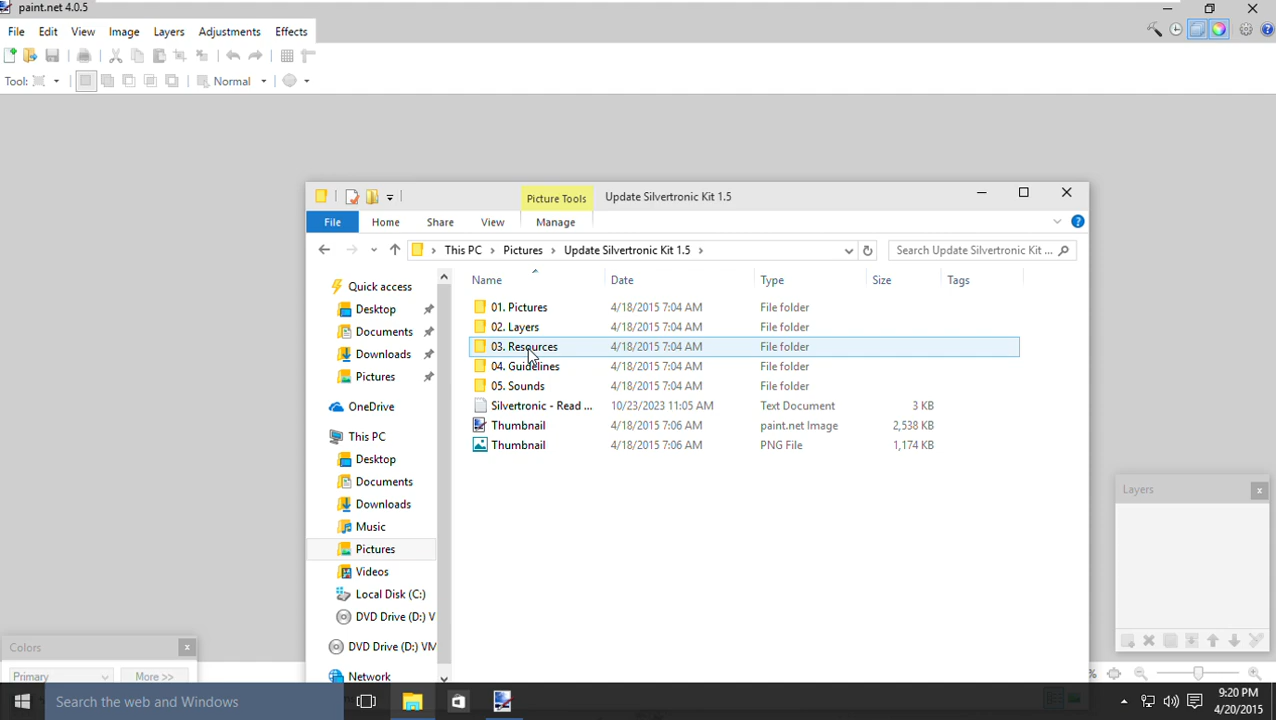 paint.net 4.0.5
File Edit View Image Layers Adjustments Effects
Tool: Normal
Picture Tools Update Silvertronic Kit 1.5
File Home Share View Manage
This PC Pictures Update Silvertronic Kit 1.5 Search Update Silvertronic Kit ...
Name Date Type Size Tags
Quick access
Desktop
Documents
Downloads
Pictures
OneDrive
This PC
Desktop
Documents
Downloads
Music
Pictures
Videos
Local Disk (C:)
DVD Drive (D:) V
DVD Drive (D:) VM
Network
01. Pictures 4/18/2015 7:04 AM File folder
02. Layers 4/18/2015 7:04 AM File folder
03. Resources 4/18/2015 7:04 AM File folder
04. Guidelines 4/18/2015 7:04 AM File folder
05. Sounds 4/18/2015 7:04 AM File folder
Silvertronic - Read ... 10/23/2023 11:05 AM Text Document 3 KB
Thumbnail 4/18/2015 7:06 AM paint.net Image 2,538 KB
Thumbnail 4/18/2015 7:06 AM PNG File 1,174 KB
Layers
Colors
Primary More >>
%
Search the web and Windows
9:20 PM
4/20/2015